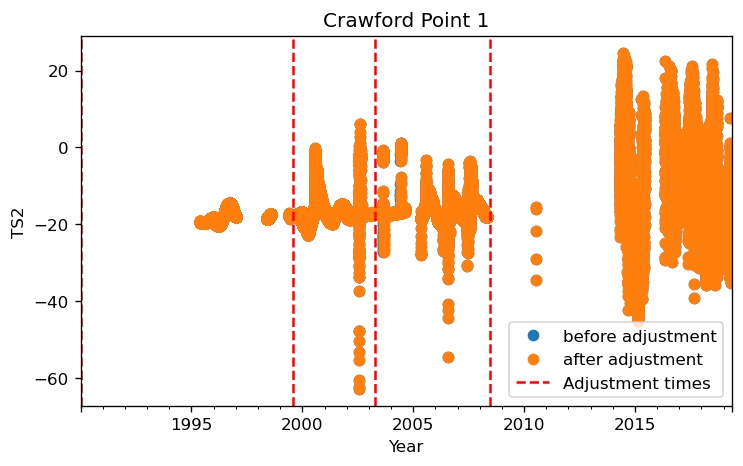 Crawford Point 1
20
0
−20
−40
−60
TS2
before adjustment
after adjustment
Adjustment times
1995
2000
2005
2010
2015
Year